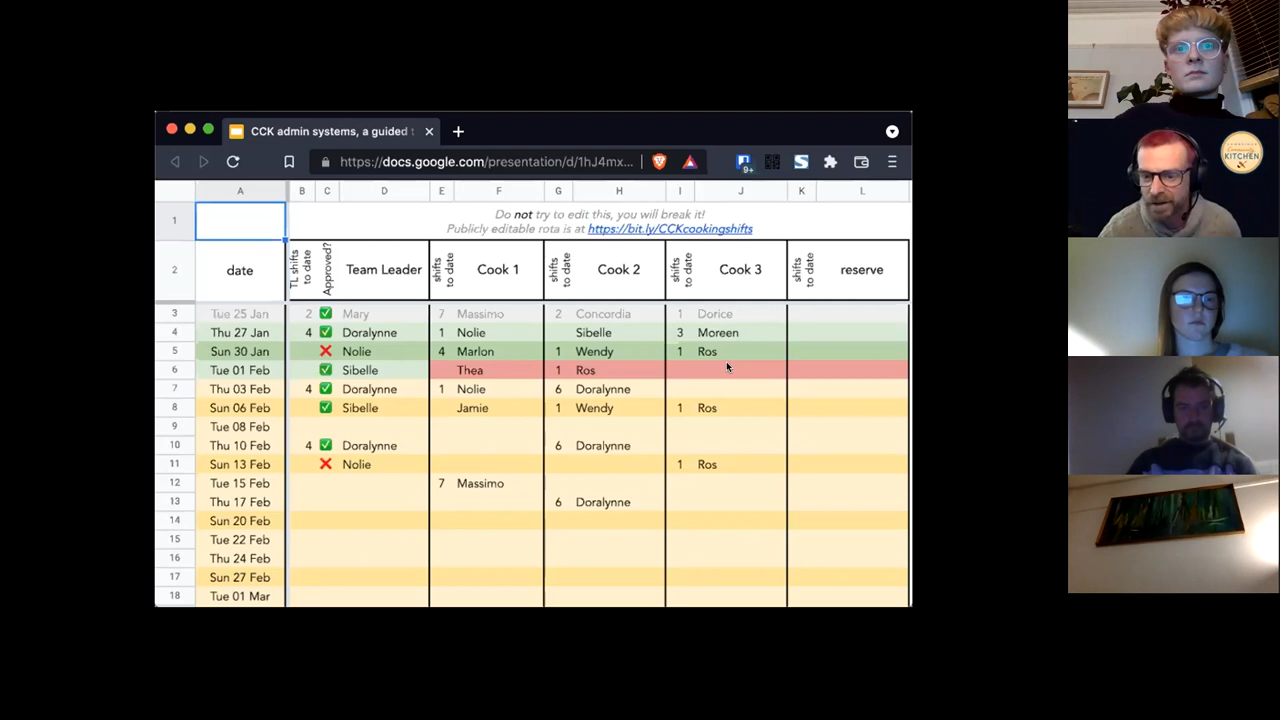 CCK admin systems, a guided
https://docs.google.com/presentation/d/1hJ4mx...
9+
A B C D E F G H I J K L
1 Do not try to edit this, you will break it!
Publicly editable rota is at https://bit.ly/CCKcookingshifts
2 date TL shifts to date Approved? Team Leader shifts to date Cook 1 shifts to date Cook 2 shifts to date Cook 3 shifts to date reserve
3 Tue 25 Jan 2 Mary 7 Massimo 2 Concordia 1 Dorice
4 Thu 27 Jan 4 Doralynne 1 Nolie Sibelle 3 Moreen
5 Sun 30 Jan Nolie 4 Marlon 1 Wendy 1 Ros
6 Tue 01 Feb Sibelle Thea 1 Ros
7 Thu 03 Feb 4 Doralynne 1 Nolie 6 Doralynne
8 Sun 06 Feb Sibelle Jamie 1 Wendy 1 Ros
9 Tue 08 Feb
10 Thu 10 Feb 4 Doralynne 6 Doralynne
11 Sun 13 Feb Nolie 1 Ros
12 Tue 15 Feb 7 Massimo
13 Thu 17 Feb 6 Doralynne
14 Sun 20 Feb
15 Tue 22 Feb
16 Thu 24 Feb
17 Sun 27 Feb
18 Tue 01 Mar
KITCHEN